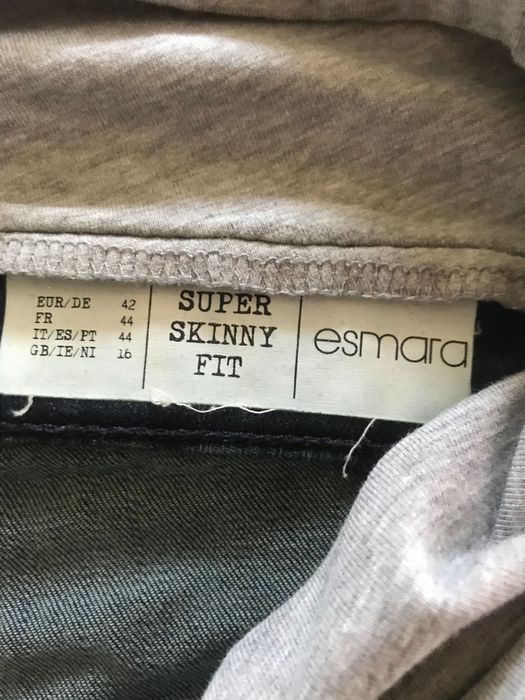 EUR/DE 42
FR 44
IT/ES/PT 44
GB/IE/NI 16
SUPER
SKINNY
FIT
esmara